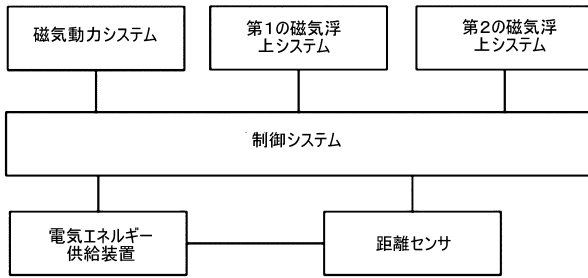 磁気動力システム
第1の磁気浮
上システム
第2の磁気浮
上システム
制御システム
電気エネルギー
供給装置
距離センサ